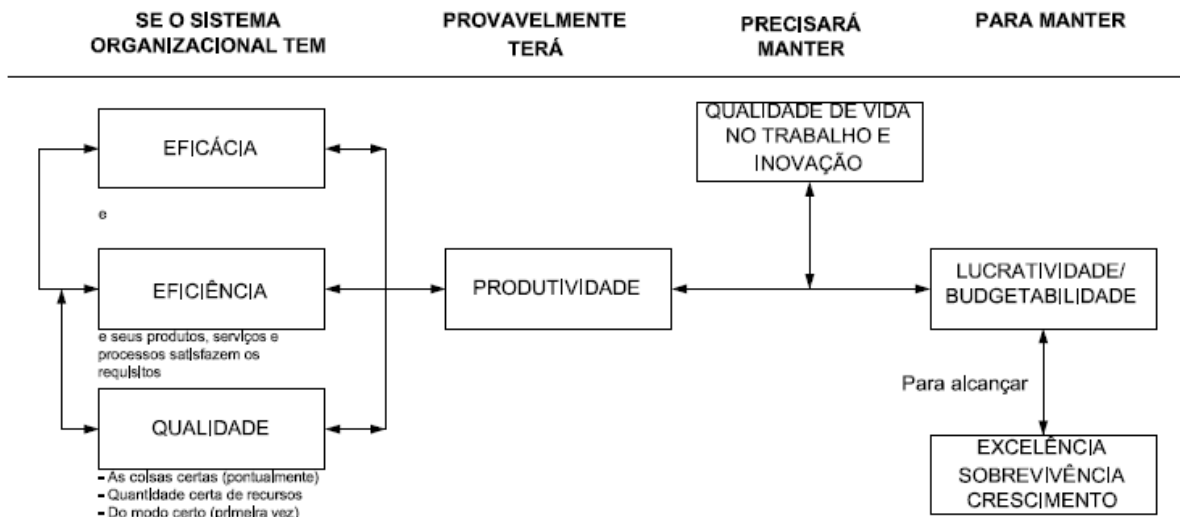 SE O SISTEMA
ORGANIZACIONAL TEM
PROVAVELMENTE
TERÁ
PRECISARÁ
MANTER
PARA MANTER
EFICÁCIA
e
EFICIÊNCIA
e seus produtos, serviços e
processos satisfazem os
requisitos
QUALIDADE
- As coisas certas (pontualmente)
- Quantidade certa de recursos
- Do modo certo (primeira vez)
PRODUTIVIDADE
QUALIDADE DE VIDA
NO TRABALHO E
INOVAÇÃO
LUCRATIVIDADE/
BUDGETABILIDADE
Para alcançar
EXCELÊNCIA
SOBREVIVÊNCIA
CRESCIMENTO